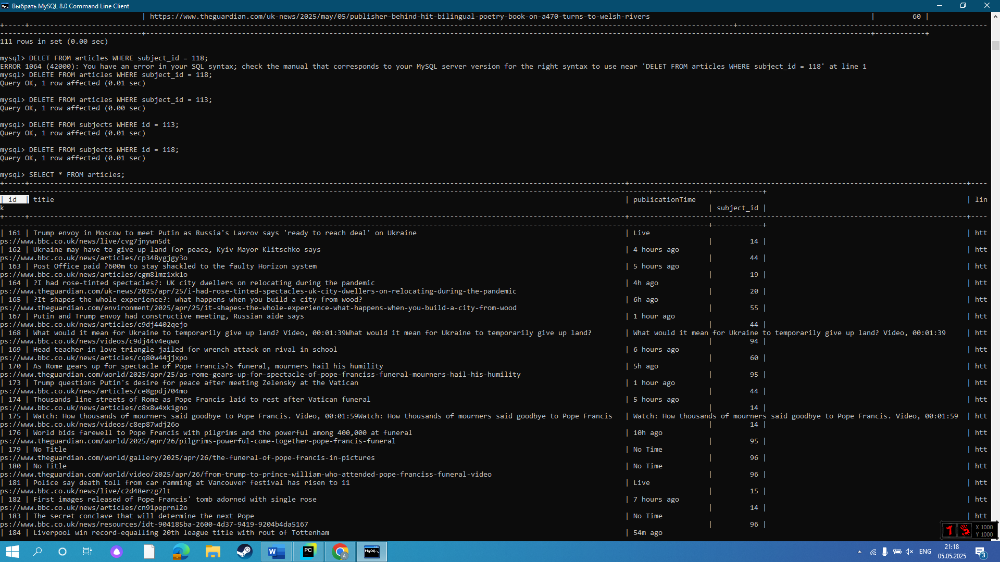 Выбрать MySQL 8.0 Command Line Client
| https://www.theguardian.com/uk-news/2025/may/05/publisher-behind-hit-bilingual-poetry-book-on-a470-turns-to-welsh-rivers | 60 |
111 rows in set (0.00 sec)
mysql> DELET FROM articles WHERE subject_id = 118;
ERROR 1064 (42000): You have an error in your SQL syntax; check the manual that corresponds to your MySQL server version for the right syntax to use near 'DELET FROM articles WHERE subject_id = 118' at line 1
mysql> DELETE FROM articles WHERE subject_id = 118;
Query OK, 1 row affected (0.01 sec)
mysql> DELETE FROM articles WHERE subject_id = 113;
Query OK, 1 row affected (0.00 sec)
mysql> DELETE FROM subjects WHERE id = 113;
Query OK, 1 row affected (0.01 sec)
mysql> DELETE FROM subjects WHERE id = 118;
Query OK, 1 row affected (0.01 sec)
mysql> SELECT * FROM articles;
| id | title | publicationTime | lin
k | subject_id |
| 161 | Trump envoy in Moscow to meet Putin as Russia's Lavrov says 'ready to reach deal' on Ukraine | Live | htt
ps://www.bbc.co.uk/news/live/cvg7jnywn5dt | 14 |
| 162 | Ukraine may have to give up land for peace, Kyiv Mayor Klitschko says | 4 hours ago | htt
ps://www.bbc.co.uk/news/articles/cp348ygjgy3o | 44 |
| 163 | Post Office paid ?600m to stay shackled to the faulty Horizon system | 5 hours ago | htt
ps://www.bbc.co.uk/news/articles/cgm8lmz1xk1o | 19 |
| 164 | ?I had rose-tinted spectacles?: UK city dwellers on relocating during the pandemic | 4h ago | htt
ps://www.theguardian.com/uk-news/2025/apr/25/i-had-rose-tinted-spectacles-uk-city-dwellers-on-relocating-during-the-pandemic | 20 |
| 165 | ?It shapes the whole experience?: what happens when you build a city from wood? | 6h ago | htt
ps://www.theguardian.com/environment/2025/apr/25/it-shapes-the-whole-experience-what-happens-when-you-build-a-city-from-wood | 55 |
| 167 | Putin and Trump envoy had constructive meeting, Russian aide says | 1 hour ago | htt
ps://www.bbc.co.uk/news/articles/c9dj4402qejo | 44 |
| 168 | What would it mean for Ukraine to temporarily give up land? Video, 00:01:39What would it mean for Ukraine to temporarily give up land? | What would it mean for Ukraine to temporarily give up land? Video, 00:01:39 | htt
ps://www.bbc.co.uk/news/videos/c9dj44v4eqwo | 94 |
| 169 | Head teacher in love triangle jailed for wrench attack on rival in school | 6 hours ago | htt
ps://www.bbc.co.uk/news/articles/cq80w44jjxpo | 60 |
| 170 | As Rome gears up for spectacle of Pope Francis?s funeral, mourners hail his humility | 5h ago | htt
ps://www.theguardian.com/world/2025/apr/25/as-rome-gears-up-for-spectacle-of-pope-franciss-funeral-mourners-hail-his-humility | 95 |
| 173 | Trump questions Putin's desire for peace after meeting Zelensky at the Vatican | 1 hour ago | htt
ps://www.bbc.co.uk/news/articles/ce8gpdj704mo | 44 |
| 174 | Thousands line streets of Rome as Pope Francis laid to rest after Vatican funeral | 5 hours ago | htt
ps://www.bbc.co.uk/news/articles/c8x8w4xk1gno | 14 |
| 175 | Watch: How thousands of mourners said goodbye to Pope Francis. Video, 00:01:59Watch: How thousands of mourners said goodbye to Pope Francis | Watch: How thousands of mourners said goodbye to Pope Francis. Video, 00:01:59 | htt
ps://www.bbc.co.uk/news/videos/c8ep87wdj26o | 14 |
| 176 | World bids farewell to Pope Francis with pilgrims and the powerful among 400,000 at funeral | 10h ago | htt
ps://www.theguardian.com/world/2025/apr/26/pilgrims-powerful-come-together-pope-francis-funeral | 95 |
| 179 | No Title | No Time | htt
ps://www.theguardian.com/world/gallery/2025/apr/26/the-funeral-of-pope-francis-in-pictures | 96 |
| 180 | No Title | No Time | htt
ps://www.theguardian.com/world/video/2025/apr/26/from-trump-to-prince-william-who-attended-pope-franciss-funeral-video | 96 |
| 181 | Police say death toll from car ramming at Vancouver festival has risen to 11 | Live | htt
ps://www.bbc.co.uk/news/live/c2d48erzg7lt | 15 |
| 182 | First images released of Pope Francis' tomb adorned with single rose | 7 hours ago | htt
ps://www.bbc.co.uk/news/articles/cn91peprnl2o | 14 |
| 183 | The secret conclave that will determine the next Pope | No Time | htt
ps://www.bbc.co.uk/news/resources/idt-904185ba-2600-4d37-9419-9204b4da5167 | 96 |
| 184 | Liverpool win record-equalling 20th league title with rout of Tottenham | 54m ago
X 1000
Y 1000
W
PC
A
MySQL
ENG
21:18
05.05.2025
3